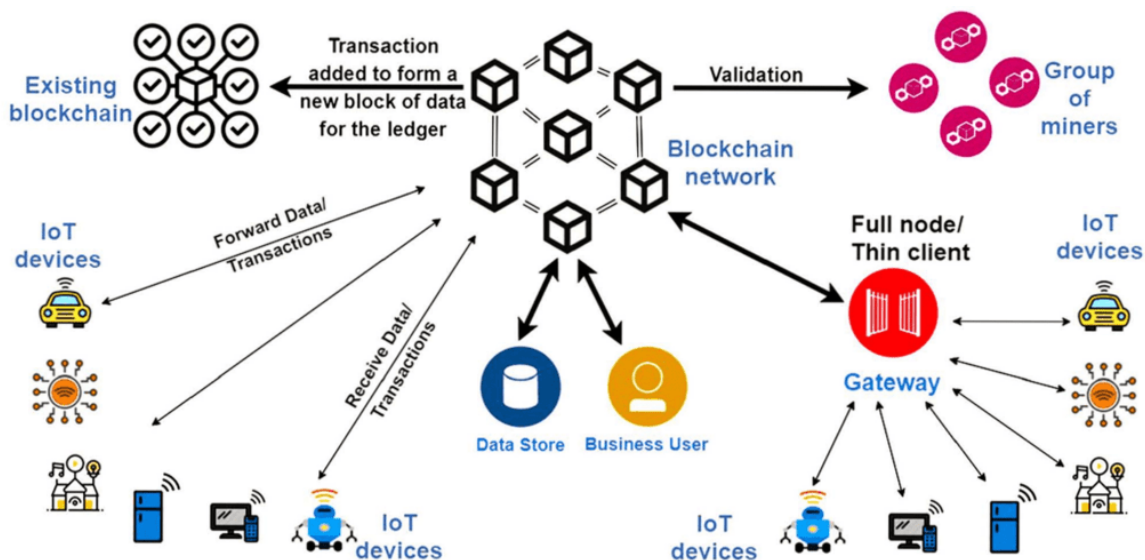 Existing
blockchain
Transaction
added to form a
new block of data
for the ledger
Validation
Group
of
miners
Blockchain
network
IoT
devices
Forward Data/
Transactions
Receive Data/
Transactions
Full node/
Thin client
IoT
devices
Gateway
Data Store
Business User
IoT
devices
IoT
devices